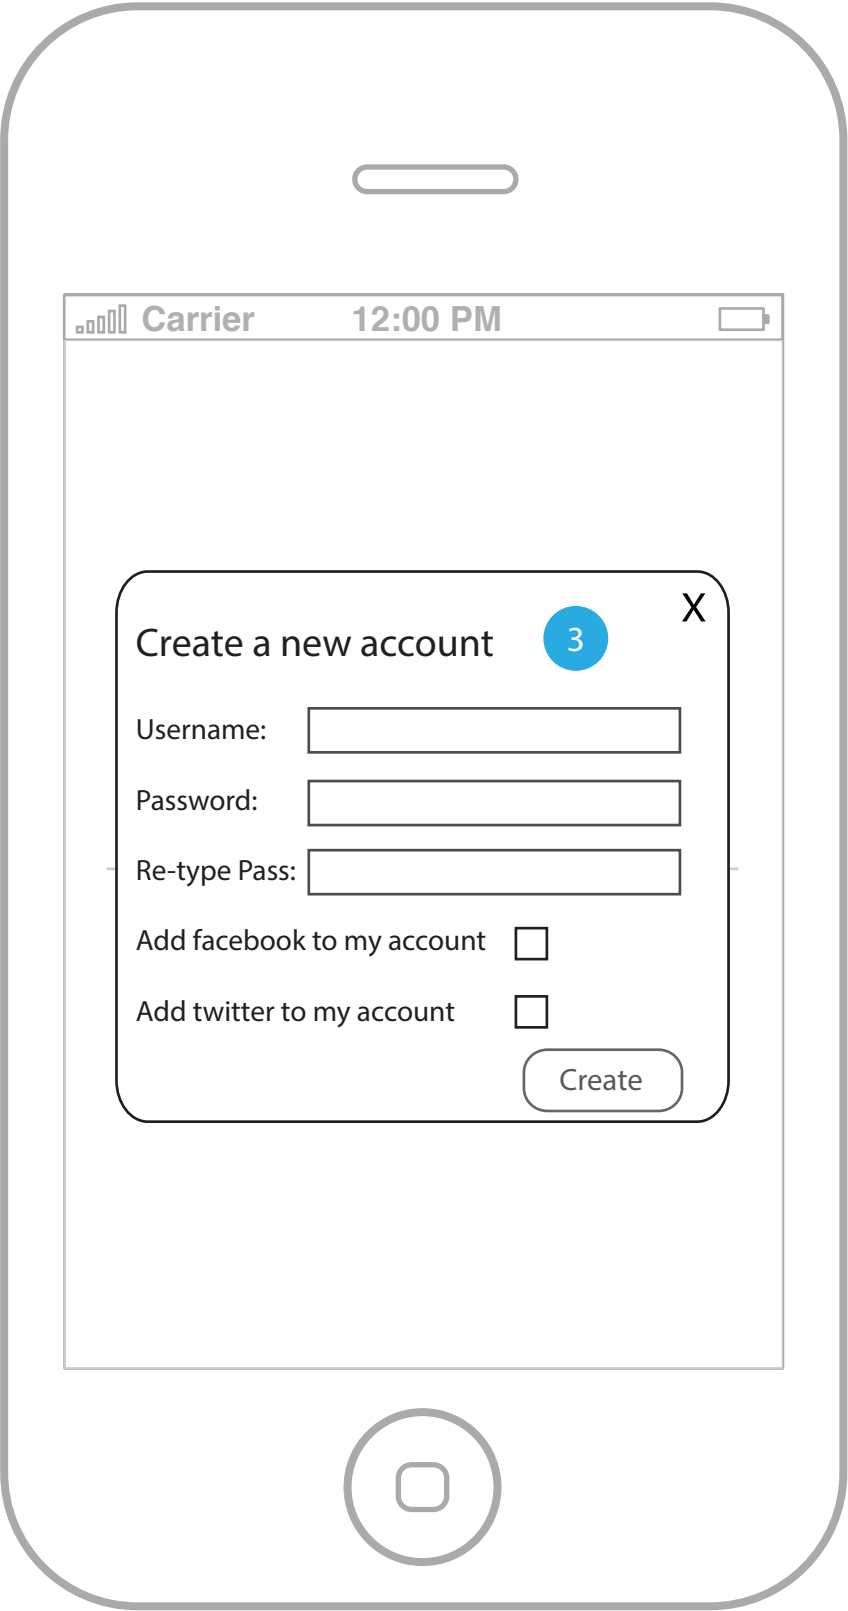 Carrier 12:00 PM
X
Create a new account 3
Username:
Password:
Re-type Pass:
Add facebook to my account
Add twitter to my account
Create